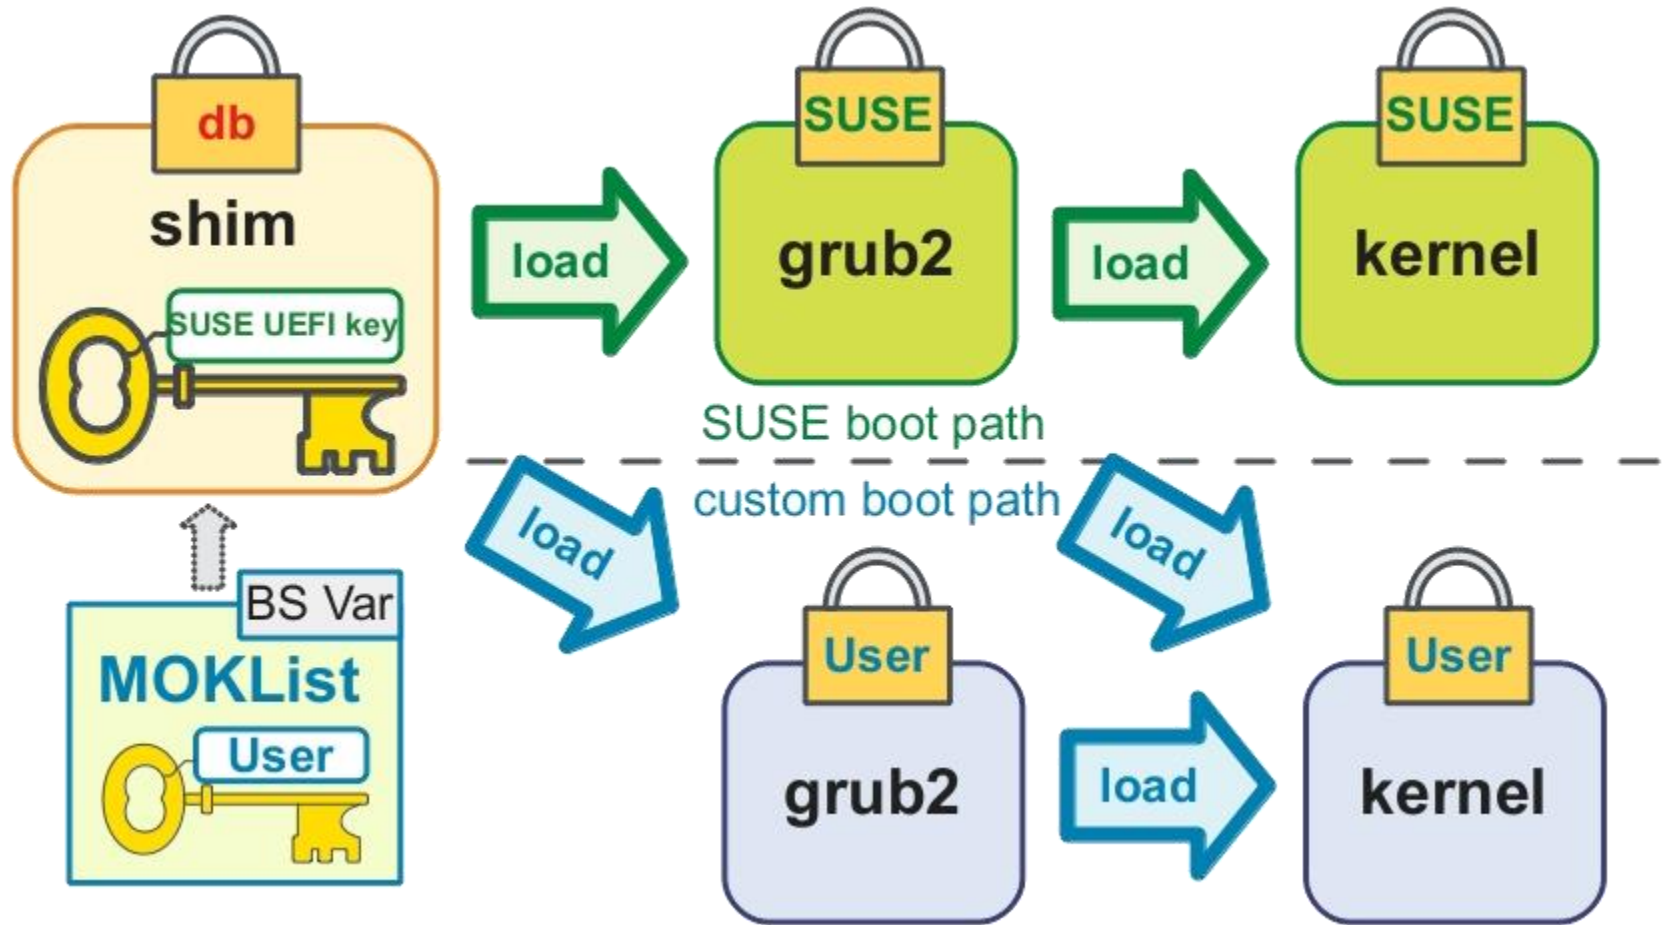 db
shim
SUSE UEFI key
load
SUSE
grub2
load
SUSE
kernel
SUSE boot path
custom boot path
BS Var
MOKList
User
load
User
grub2
load
load
User
kernel